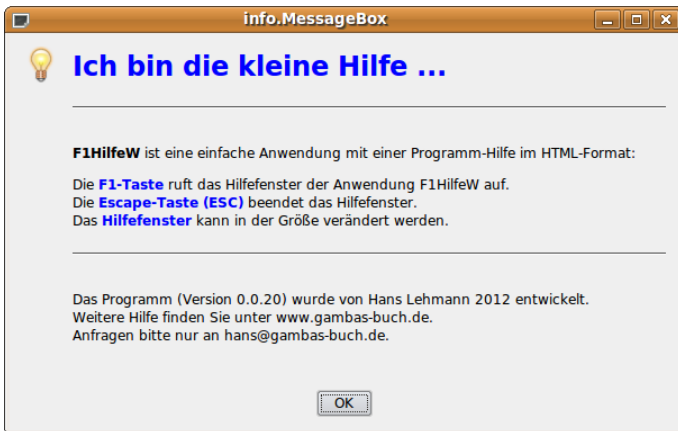 info.MessageBox
Ich bin die kleine Hilfe ...
F1HilfeW ist eine einfache Anwendung mit einer Programm-Hilfe im HTML-Format:
Die F1-Taste ruft das Hilfefenster der Anwendung F1HilfeW auf.
Die Escape-Taste (ESC) beendet das Hilfefenster.
Das Hilfefenster kann in der Größe verändert werden.
Das Programm (Version 0.0.20) wurde von Hans Lehmann 2012 entwickelt.
Weitere Hilfe finden Sie unter www.gambas-buch.de.
Anfragen bitte nur an hans@gambas-buch.de.
OK